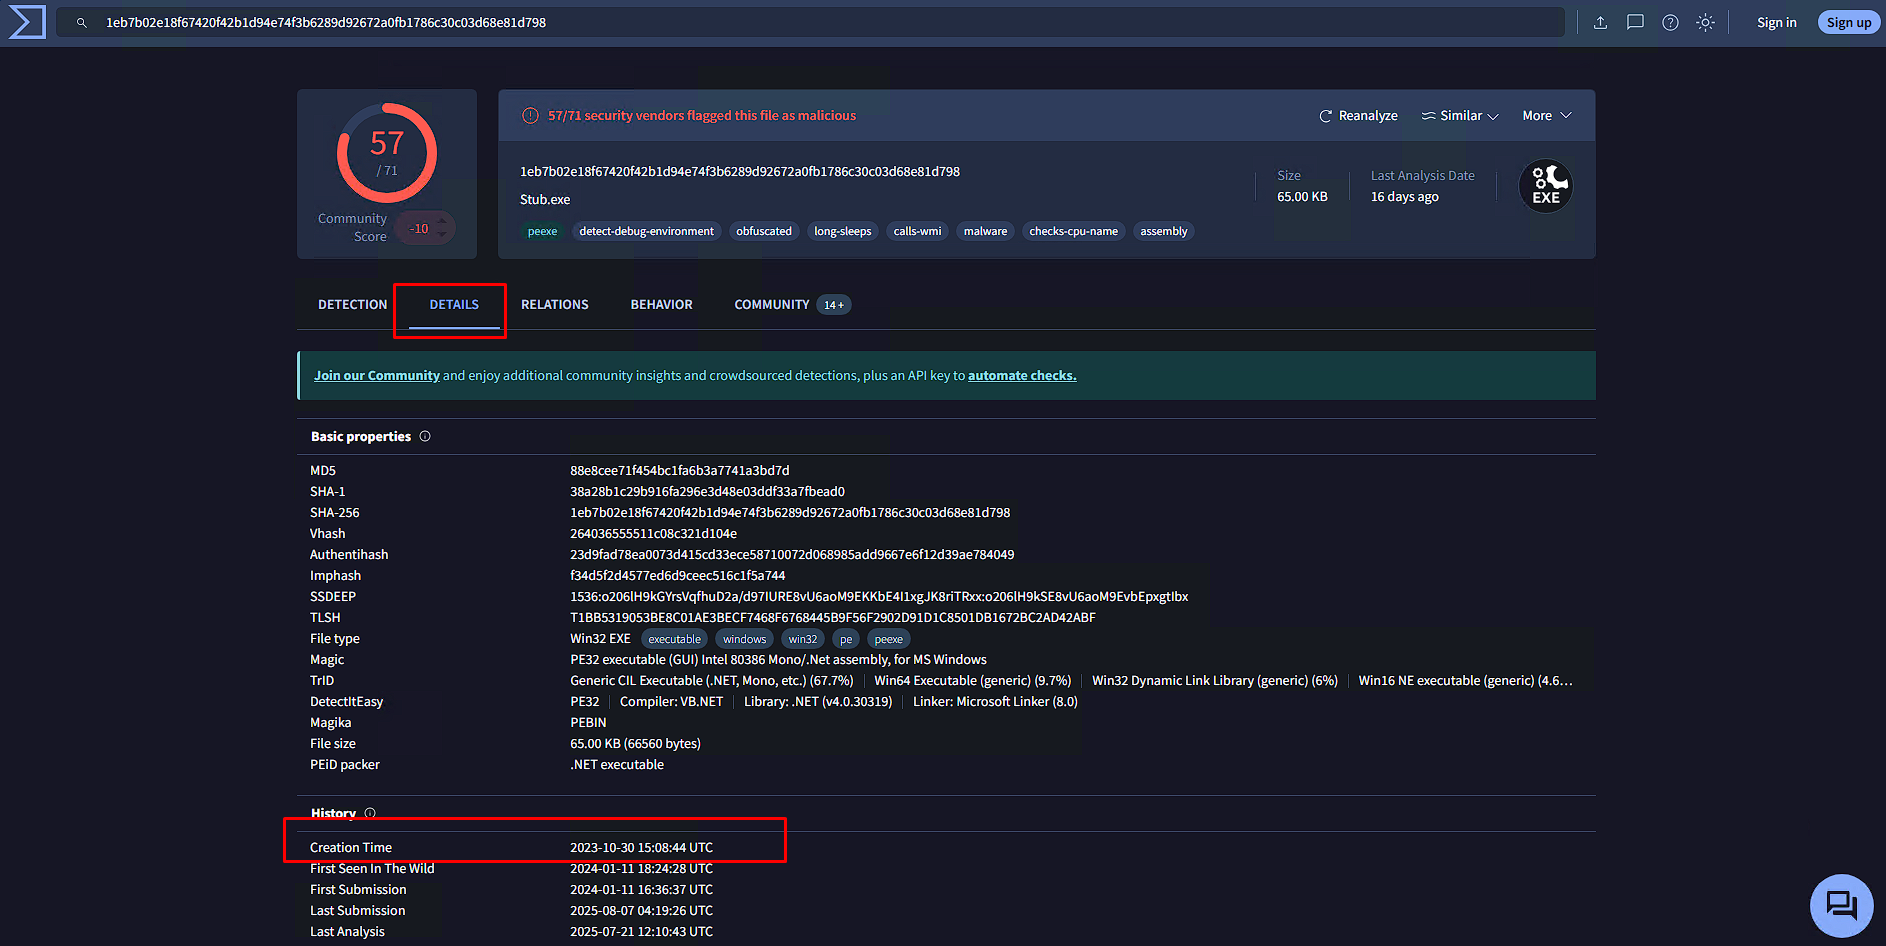 1eb7b02e18f67420f42b1d94e74f3b6289d92672a0fb1786c30c03d68e81d798 Sign in Sign up
57 / 71
Community Score -10
57/71 security vendors flagged this file as malicious Reanalyze Similar More
1eb7b02e18f67420f42b1d94e74f3b6289d92672a0fb1786c30c03d68e81d798
Stub.exe
Size
65.00 KB
Last Analysis Date
16 days ago
EXE
peexe detect-debug-environment obfuscated long-sleeps calls-wmi malware checks-cpu-name assembly
DETECTION DETAILS RELATIONS BEHAVIOR COMMUNITY 14+
Join our Community and enjoy additional community insights and crowdsourced detections, plus an API key to automate checks.
Basic properties
MD5 88e8cee71f454bc1fa6b3a7741a3bd7d
SHA-1 38a28b1c29b916fa296e3d48e03ddf33a7fbead0
SHA-256 1eb7b02e18f67420f42b1d94e74f3b6289d92672a0fb1786c30c03d68e81d798
Vhash 264036555511c08c321d104e
Authentihash 23d9fad78ea0073d415cd33ece58710072d068985add9667e6f12d39ae784049
Imphash f34d5f2d4577ed6d9ceec516c1f5a744
SSDEEP 1536:o206lH9kGYrsVqfhuD2a/d97IURE8vU6aoM9EKKbE4I1xgJK8riTRxx:o206lH9kSE8vU6aoM9EvbEpxgtIbx
TLSH T1BB5319053BE8C01AE3BECF7468F6768445B9F56F2902D91D1C8501DB1672BC2AD42ABF
File type Win32 EXE executable windows win32 pe peexe
Magic PE32 executable (GUI) Intel 80386 Mono/.Net assembly, for MS Windows
TrID Generic CIL Executable (.NET, Mono, etc.) (67.7%) Win64 Executable (generic) (9.7%) Win32 Dynamic Link Library (generic) (6%) Win16 NE executable (generic) (4.6…
DetectItEasy PE32 Compiler: VB.NET Library: .NET (v4.0.30319) Linker: Microsoft Linker (8.0)
Magika PEBIN
File size 65.00 KB (66560 bytes)
PEiD packer .NET executable
History
Creation Time 2023-10-30 15:08:44 UTC
First Seen In The Wild 2024-01-11 18:24:28 UTC
First Submission 2024-01-11 16:36:37 UTC
Last Submission 2025-08-07 04:19:26 UTC
Last Analysis 2025-07-21 12:10:43 UTC